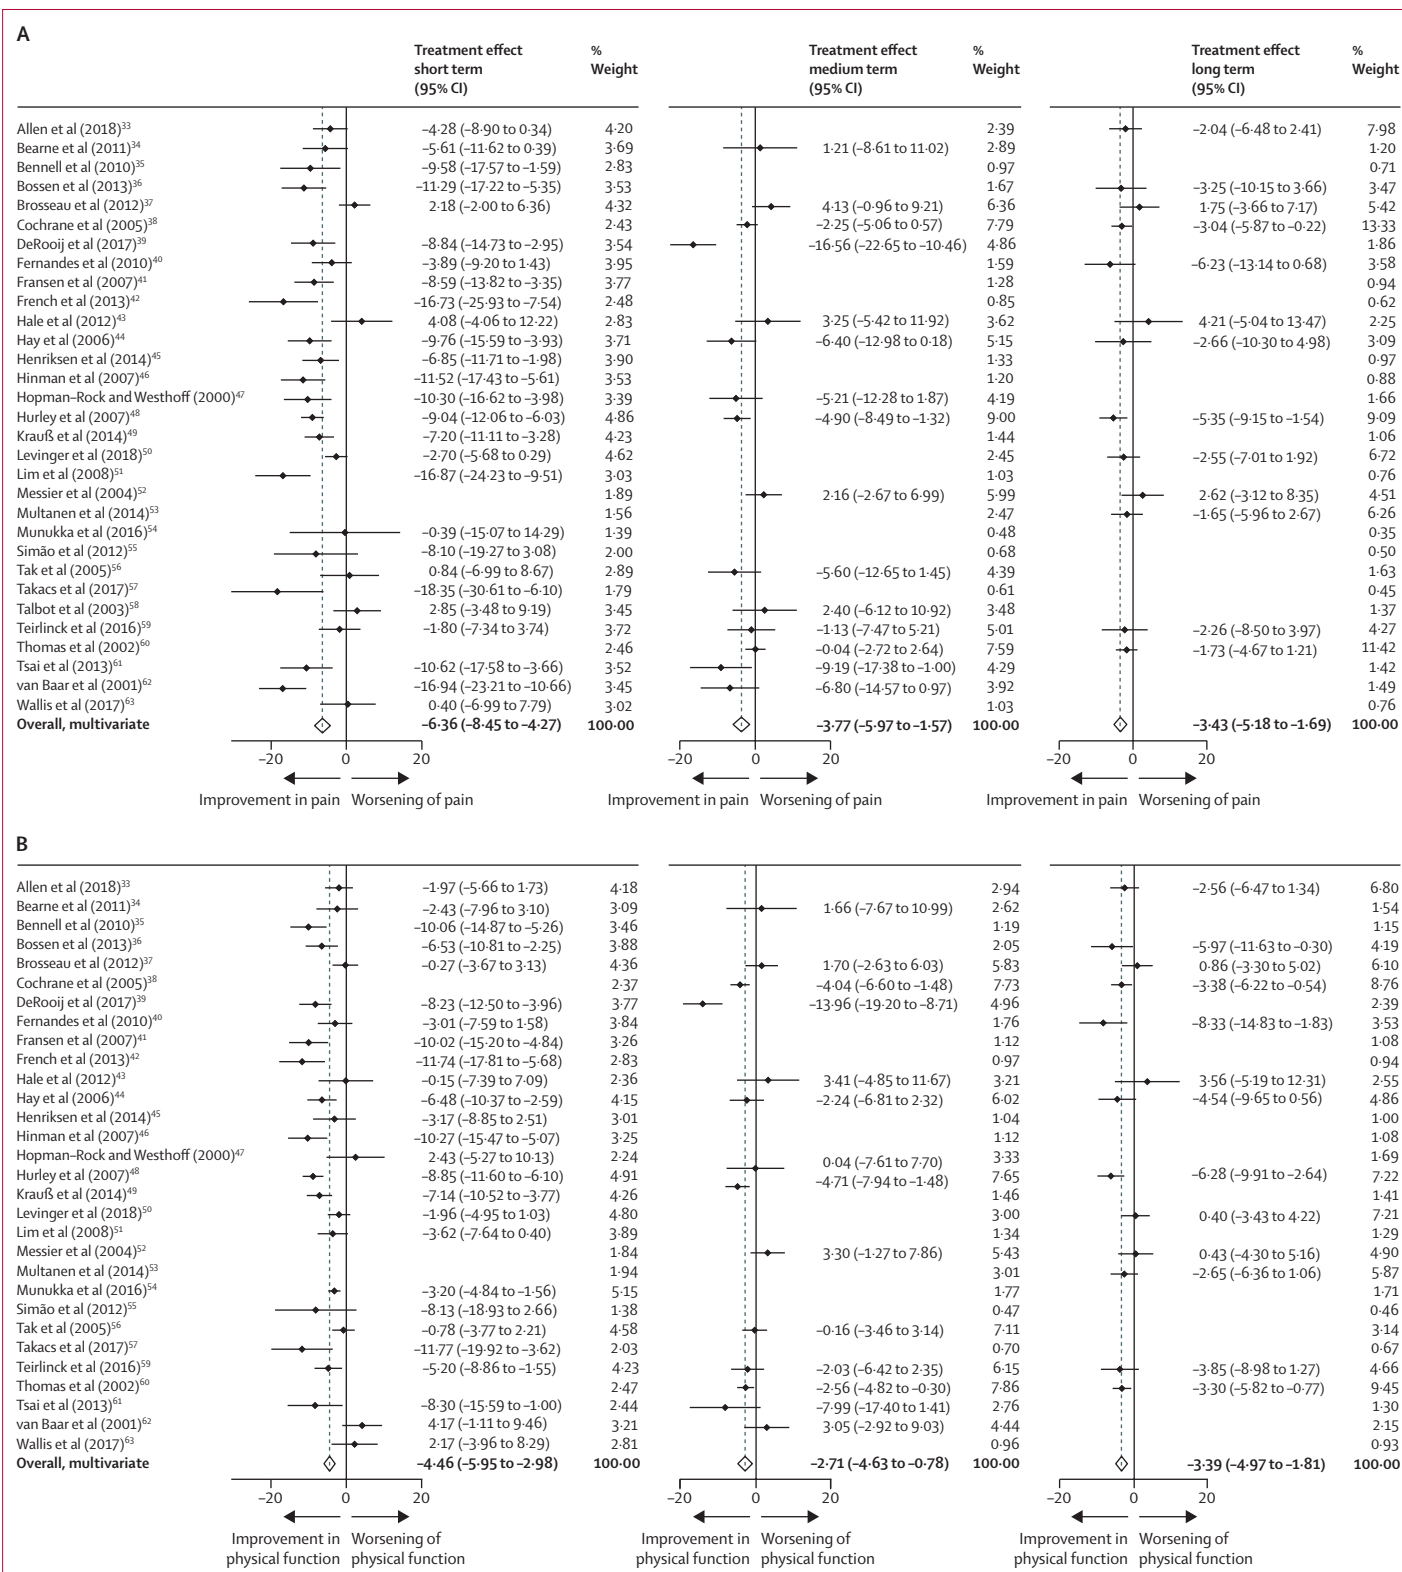 A
Treatment effect short term (95% CI) % Weight Treatment effect medium term (95% CI) % Weight Treatment effect long term (95% CI) % Weight
Allen et al (2018)33 –4·28 (–8·90 to 0·34) 4·20 2·39 –2·04 (–6·48 to 2·41) 7·98
Bearne et al (2011)34 –5·61 (–11·62 to 0·39) 3·69 1·21 (–8·61 to 11·02) 2·89 1·20
Bennell et al (2010)35 –9·58 (–17·57 to –1·59) 2·83 0·97 0·71
Bossen et al (2013)36 –11·29 (–17·22 to –5·35) 3·53 1·67 –3·25 (–10·15 to 3·66) 3·47
Brosseau et al (2012)37 2·18 (–2·00 to 6·36) 4·32 4·13 (–0·96 to 9·21) 6·36 1·75 (–3·66 to 7·17) 5·42
Cochrane et al (2005)38 2·43 –2·25 (–5·06 to 0·57) 7·79 –3·04 (–5·87 to –0·22) 13·33
DeRooij et al (2017)39 –8·84 (–14·73 to –2·95) 3·54 –16·56 (–22·65 to –10·46) 4·86 1·86
Fernandes et al (2010)40 –3·89 (–9·20 to 1·43) 3·95 1·59 –6·23 (–13·14 to 0·68) 3·58
Fransen et al (2007)41 –8·59 (–13·82 to –3·35) 3·77 1·28 0·94
French et al (2013)42 –16·73 (–25·93 to –7·54) 2·48 0·85 0·62
Hale et al (2012)43 4·08 (–4·06 to 12·22) 2·83 3·25 (–5·42 to 11·92) 3·62 4·21 (–5·04 to 13·47) 2·25
Hay et al (2006)44 –9·76 (–15·59 to –3·93) 3·71 –6·40 (–12·98 to 0·18) 5·15 –2·66 (–10·30 to 4·98) 3·09
Henriksen et al (2014)45 –6·85 (–11·71 to –1·98) 3·90 1·33 0·97
Hinman et al (2007)46 –11·52 (–17·43 to –5·61) 3·53 1·20 0·88
Hopman–Rock and Westhoff (2000)47 –10·30 (–16·62 to –3·98) 3·39 –5·21 (–12·28 to 1·87) 4·19 1·66
Hurley et al (2007)48 –9·04 (–12·06 to –6·03) 4·86 –4·90 (–8·49 to –1·32) 9·00 –5·35 (–9·15 to –1·54) 9·09
Krauß et al (2014)49 –7·20 (–11·11 to –3·28) 4·23 1·44 1·06
Levinger et al (2018)50 –2·70 (–5·68 to 0·29) 4·62 2·45 –2·55 (–7·01 to 1·92) 6·72
Lim et al (2008)51 –16·87 (–24·23 to –9·51) 3·03 1·03 0·76
Messier et al (2004)52 1·89 2·16 (–2·67 to 6·99) 5·99 2·62 (–3·12 to 8·35) 4·51
Multanen et al (2014)53 1·56 2·47 –1·65 (–5·96 to 2·67) 6·26
Munukka et al (2016)54 –0·39 (–15·07 to 14·29) 1·39 0·48 0·35
Simão et al (2012)55 –8·10 (–19·27 to 3·08) 2·00 0·68 0·50
Tak et al (2005)56 0·84 (–6·99 to 8·67) 2·89 –5·60 (–12·65 to 1·45) 4·39 1·63
Takacs et al (2017)57 –18·35 (–30·61 to –6·10) 1·79 0·61 0·45
Talbot et al (2003)58 2·85 (–3·48 to 9·19) 3·45 2·40 (–6·12 to 10·92) 3·48 1·37
Teirlinck et al (2016)59 –1·80 (–7·34 to 3·74) 3·72 –1·13 (–7·47 to 5·21) 5·01 –2·26 (–8·50 to 3·97) 4·27
Thomas et al (2002)60 2·46 –0·04 (–2·72 to 2·64) 7·59 –1·73 (–4·67 to 1·21) 11·42
Tsai et al (2013)61 –10·62 (–17·58 to –3·66) 3·52 –9·19 (–17·38 to –1·00) 4·29 1·42
van Baar et al (2001)62 –16·94 (–23·21 to –10·66) 3·45 –6·80 (–14·57 to 0·97) 3·92 1·49
Wallis et al (2017)63 0·40 (–6·99 to 7·79) 3·02 1·03 0·76
Overall, multivariate –6·36 (–8·45 to –4·27) 100·00 –3·77 (–5·97 to –1·57) 100·00 –3·43 (–5·18 to –1·69) 100·00
–20 0 20 –20 0 20 –20 0 20
Improvement in pain Worsening of pain Improvement in pain Worsening of pain Improvement in pain Worsening of pain
B
Allen et al (2018)33 –1·97 (–5·66 to 1·73) 4·18 2·94 –2·56 (–6·47 to 1·34) 6·80
Bearne et al (2011)34 –2·43 (–7·96 to 3·10) 3·09 1·66 (–7·67 to 10·99) 2·62 1·54
Bennell et al (2010)35 –10·06 (–14·87 to –5·26) 3·46 1·19 1·15
Bossen et al (2013)36 –6·53 (–10·81 to –2·25) 3·88 2·05 –5·97 (–11·63 to –0·30) 4·19
Brosseau et al (2012)37 –0·27 (–3·67 to 3·13) 4·36 1·70 (–2·63 to 6·03) 5·83 0·86 (–3·30 to 5·02) 6·10
Cochrane et al (2005)38 2·37 –4·04 (–6·60 to –1·48) 7·73 –3·38 (–6·22 to –0·54) 8·76
DeRooij et al (2017)39 –8·23 (–12·50 to –3·96) 3·77 –13·96 (–19·20 to –8·71) 4·96 2·39
Fernandes et al (2010)40 –3·01 (–7·59 to 1·58) 3·84 1·76 –8·33 (–14·83 to –1·83) 3·53
Fransen et al (2007)41 –10·02 (–15·20 to –4·84) 3·26 1·12 1·08
French et al (2013)42 –11·74 (–17·81 to –5·68) 2·83 0·97 0·94
Hale et al (2012)43 –0·15 (–7·39 to 7·09) 2·36 3·41 (–4·85 to 11·67) 3·21 3·56 (–5·19 to 12·31) 2·55
Hay et al (2006)44 –6·48 (–10·37 to –2·59) 4·15 –2·24 (–6·81 to 2·32) 6·02 –4·54 (–9·65 to 0·56) 4·86
Henriksen et al (2014)45 –3·17 (–8·85 to 2·51) 3·01 1·04 1·00
Hinman et al (2007)46 –10·27 (–15·47 to –5·07) 3·25 1·12 1·08
Hopman–Rock and Westhoff (2000)47 2·43 (–5·27 to 10·13) 2·24 0·04 (–7·61 to 7·70) 3·33 1·69
Hurley et al (2007)48 –8·85 (–11·60 to –6·10) 4·91 –4·71 (–7·94 to –1·48) 7·65 –6·28 (–9·91 to –2·64) 7·22
Krauß et al (2014)49 –7·14 (–10·52 to –3·77) 4·26 1·46 1·41
Levinger et al (2018)50 –1·96 (–4·95 to 1·03) 4·80 3·00 0·40 (–3·43 to 4·22) 7·21
Lim et al (2008)51 –3·62 (–7·64 to 0·40) 3·89 1·34 1·29
Messier et al (2004)52 1·84 3·30 (–1·27 to 7·86) 5·43 0·43 (–4·30 to 5·16) 4·90
Multanen et al (2014)53 1·94 3·01 –2·65 (–6·36 to 1·06) 5·87
Munukka et al (2016)54 –3·20 (–4·84 to –1·56) 5·15 1·77 1·71
Simão et al (2012)55 –8·13 (–18·93 to 2·66) 1·38 0·47 0·46
Tak et al (2005)56 –0·78 (–3·77 to 2·21) 4·58 –0·16 (–3·46 to 3·14) 7·11 3·14
Takacs et al (2017)57 –11·77 (–19·92 to –3·62) 2·03 0·70 0·67
Teirlinck et al (2016)59 –5·20 (–8·86 to –1·55) 4·23 –2·03 (–6·42 to 2·35) 6·15 –3·85 (–8·98 to 1·27) 4·66
Thomas et al (2002)60 2·47 –2·56 (–4·82 to –0·30) 7·86 –3·30 (–5·82 to –0·77) 9·45
Tsai et al (2013)61 –8·30 (–15·59 to –1·00) 2·44 –7·99 (–17·40 to 1·41) 2·76 1·30
van Baar et al (2001)62 4·17 (–1·11 to 9·46) 3·21 3·05 (–2·92 to 9·03) 4·44 2·15
Wallis et al (2017)63 2·17 (–3·96 to 8·29) 2·81 0·96 0·93
Overall, multivariate –4·46 (–5·95 to –2·98) 100·00 –2·71 (–4·63 to –0·78) 100·00 –3·39 (–4·97 to –1·81) 100·00
–20 0 20 –20 0 20 –20 0 20
Improvement in Worsening of Improvement in Worsening of Improvement in Worsening of
physical function physical function physical function physical function physical function physical function